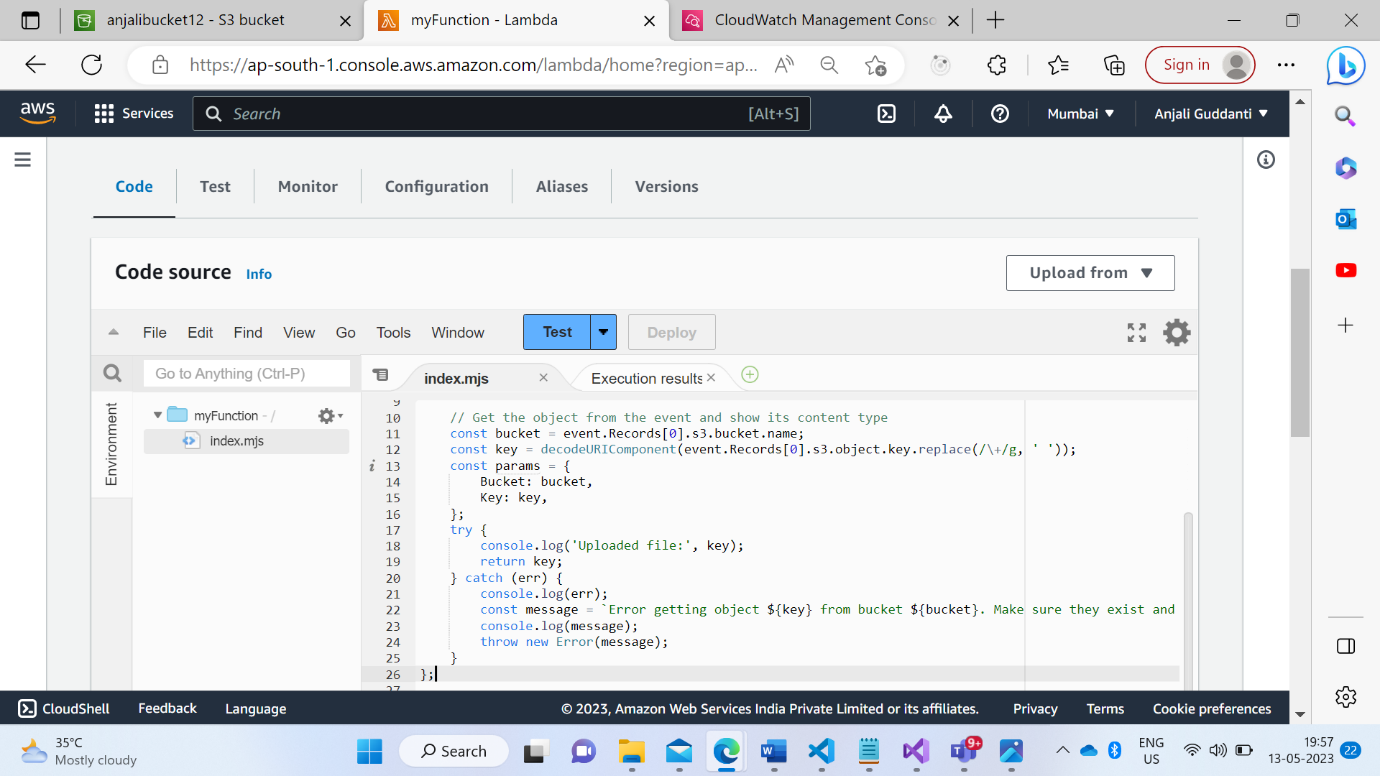 anjalibucket12 - S3 bucket
myFunction - Lambda
CloudWatch Management Conso
https://ap-south-1.console.aws.amazon.com/lambda/home?region=ap...
Sign in
aws
Services
Search
[Alt+S]
Mumbai
Anjali Guddanti
Code
Test
Monitor
Configuration
Aliases
Versions
Code source Info
Upload from
File Edit Find View Go Tools Window
Test
Deploy
Go to Anything (Ctrl-P)
index.mjs
Execution results
Environment
myFunction - /
index.mjs
9
10 // Get the object from the event and show its content type
11 const bucket = event.Records[0].s3.bucket.name;
12 const key = decodeURIComponent(event.Records[0].s3.object.key.replace(/\+/g, ' '));
13 const params = {
14 Bucket: bucket,
15 Key: key,
16 };
17 try {
18 console.log('Uploaded file:', key);
19 return key;
20 } catch (err) {
21 console.log(err);
22 const message = `Error getting object ${key} from bucket ${bucket}. Make sure they exist and
23 console.log(message);
24 throw new Error(message);
25 }
26 };
27
CloudShell
Feedback
Language
© 2023, Amazon Web Services India Private Limited or its affiliates.
Privacy
Terms
Cookie preferences
35°C
Mostly cloudy
Search
9+
ENG
US
19:57
13-05-2023
22